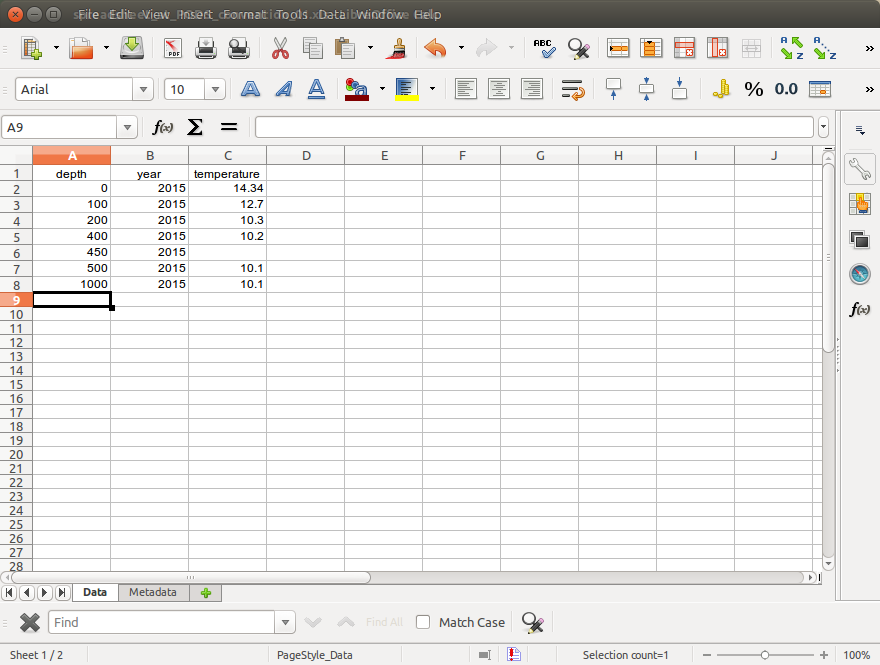 File Edit View Insert Format Tools Data Window Help
Arial 10 % 0.0
A9 f(x) Σ =
A B C D E F G H I J
1 depth year temperature
2 0 2015 14.34
3 100 2015 12.7
4 200 2015 10.3
5 400 2015 10.2
6 450 2015
7 500 2015 10.1
8 1000 2015 10.1
9
10
11
12
13
14
15
16
17
18
19
20
21
22
23
24
25
26
27
28
Data Metadata
Find Find All Match Case
Sheet 1 / 2 PageStyle_Data Selection count=1 100%